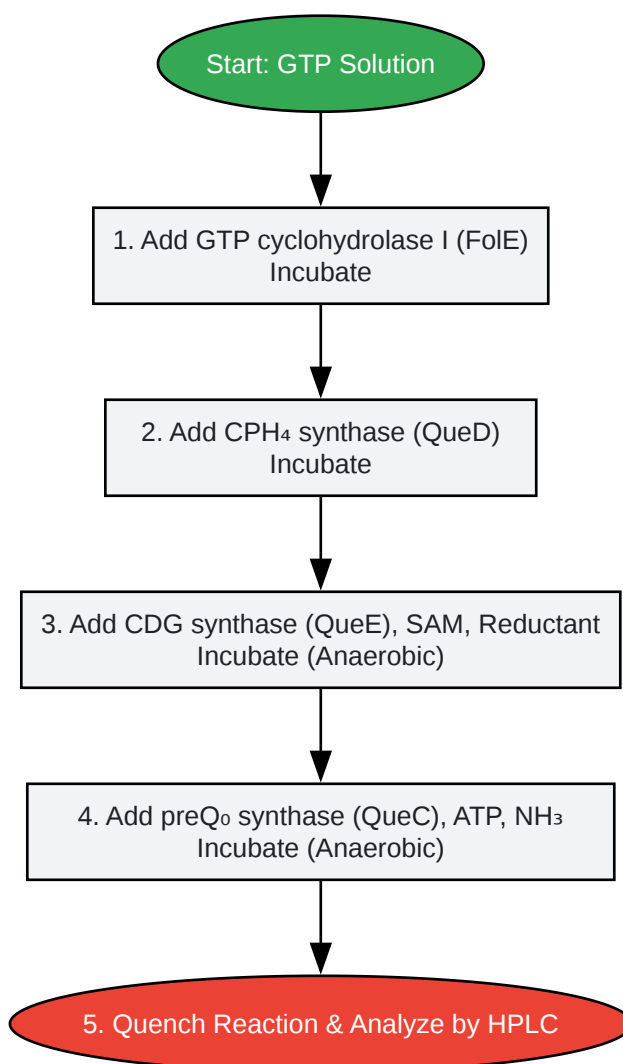 Start: GTP Solution
1. Add GTP cyclohydrolase I (FolE)
Incubate
2. Add CPH₄ synthase (QueD)
Incubate
3. Add CDG synthase (QueE), SAM, Reductant
Incubate (Anaerobic)
4. Add preQ₀ synthase (QueC), ATP, NH₃
Incubate (Anaerobic)
5. Quench Reaction & Analyze by HPLC